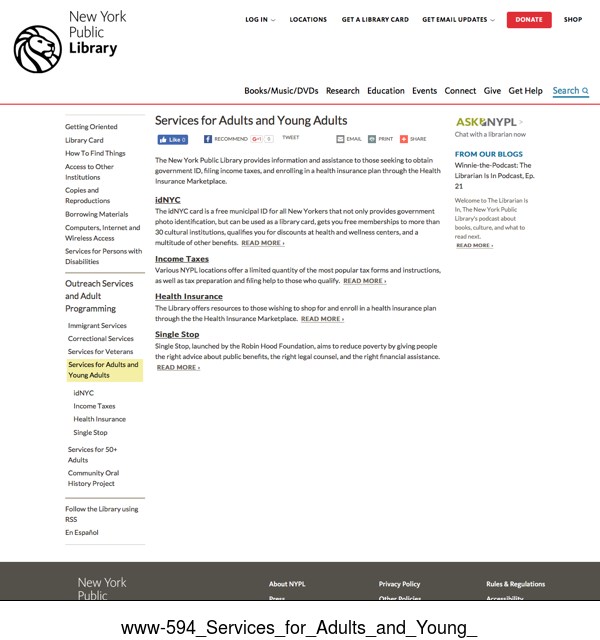 New York
Public
Library
LOG IN
LOCATIONS
GET A LIBRARY CARD
GET EMAIL UPDATES
DONATE
SHOP
Books/Music/DVDs Research Education Events Connect Give Get Help Search
Getting Oriented
Library Card
How To Find Things
Access to Other
Institutions
Copies and
Reproductions
Borrowing Materials
Computers, Internet and
Wireless Access
Services for Persons with
Disabilities
Outreach Services
and Adult
Programming
Immigrant Services
Correctional Services
Services for Veterans
Services for Adults and
Young Adults
idNYC
Income Taxes
Health Insurance
Single Stop
Services for 50+
Adults
Community Oral
History Project
Follow the Library using
RSS
En Español
Services for Adults and Young Adults
Like 0
RECOMMEND
G+1 0
TWEET
EMAIL
PRINT
SHARE
The New York Public Library provides information and assistance to those seeking to obtain
government ID, filing income taxes, and enrolling in a health insurance plan through the Health
Insurance Marketplace.
idNYC
The idNYC card is a free municipal ID for all New Yorkers that not only provides government
photo identification, but can be used as a library card, gets you free memberships to more than
30 cultural institutions, qualifies you for discounts at health and wellness centers, and a
multitude of other benefits. READ MORE ›
Income Taxes
Various NYPL locations offer a limited quantity of the most popular tax forms and instructions,
as well as tax preparation and filing help to those who qualify. READ MORE ›
Health Insurance
The Library offers resources to those wishing to shop for and enroll in a health insurance plan
through the the Health Insurance Marketplace. READ MORE ›
Single Stop
Single Stop, launched by the Robin Hood Foundation, aims to reduce poverty by giving people
the right advice about public benefits, the right legal counsel, and the right financial assistance.
READ MORE ›
ASK NYPL >
Chat with a librarian now
FROM OUR BLOGS
Winnie-the-Podcast: The
Librarian Is In Podcast, Ep.
21
Welcome to The Librarian Is
In, The New York Public
Library's podcast about
books, culture, and what to
read next.
READ MORE ›
New York
Public
About NYPL
Privacy Policy
Rules & Regulations
Press
Other Policies
Accessibility
www-594_Services_for_Adults_and_Young_